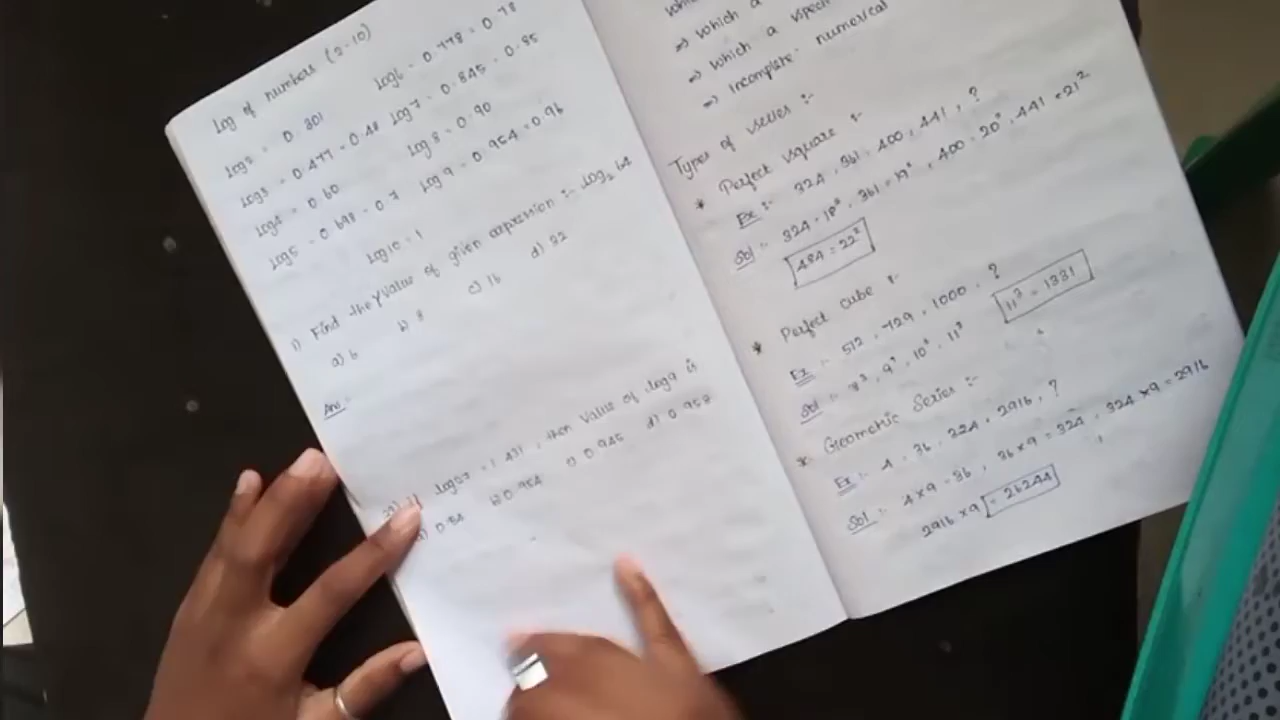 Log of numbers (2-10)
Log2 = 0.301
Log3 = 0.477 = 0.48
Log4 = 0.60
Log5 = 0.698 = 0.7
Log6 = 0.778 = 0.78
Log7 = 0.845 = 0.85
Log8 = 0.90
Log9 = 0.954 = 0.96
Log10 = 1
1) Find the value of given expression :- Log₂ 64
a) 6 b) 8 c) 16 d) 32
Ans :-
log27 = 1.431, then Value of log9 is
b) 0.954 c) 0.945 d) 0.958
⇒ which a
⇒ which a
⇒ Incomplete numerical
Types of series :-
* Perfect square :-
Ex :- 324, 361, 400, 441, ?
Sol :- 324 = 18², 361 = 19², 400 = 20², 441 = 21²
484 = 22²
* Perfect cube :-
Ex :- 512, 729, 1000, ?
Sol :- 8³, 9³, 10³, 11³
11³ = 1331
* Geometric Series :-
Ex :- 4, 36, 324, 2916, ?
Sol :- 4×9 = 36, 36×9 = 324, 324×9 = 2916
2916×9 = 26244